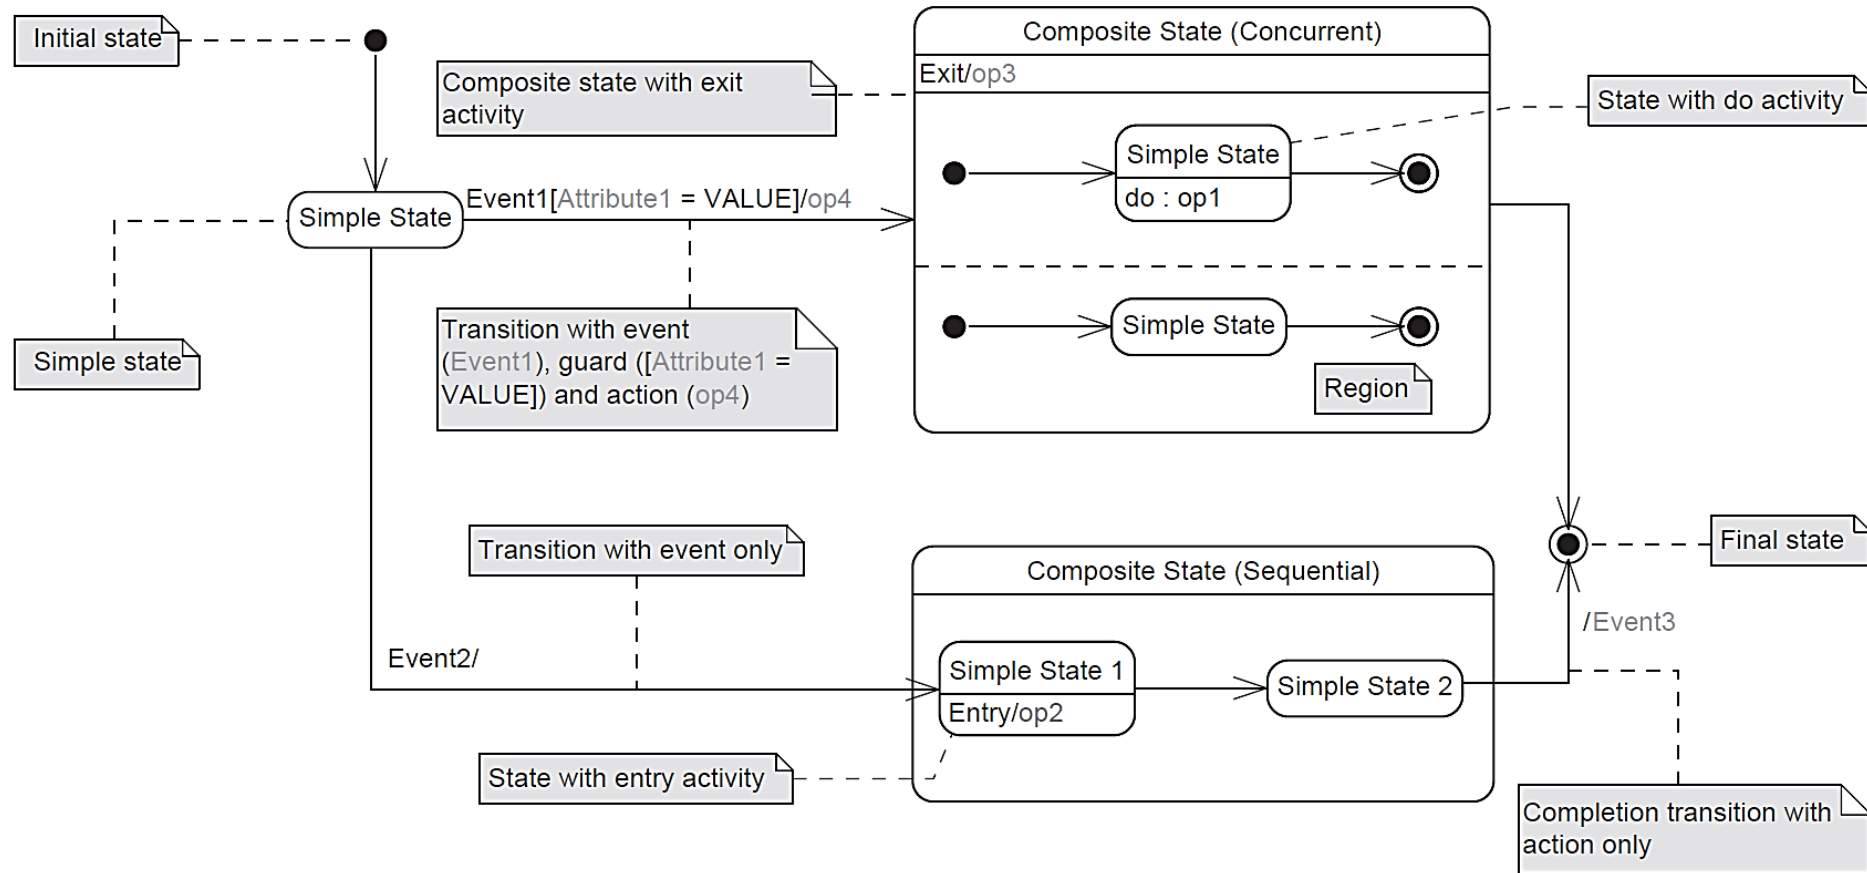 Initial state
Composite State (Concurrent)
Exit/op3
Composite state with exit
activity
State with do activity
Simple State
do : op1
Event1[Attribute1 = VALUE]/op4
Simple State
Simple State
Transition with event
(Event1), guard ([Attribute1 =
VALUE]) and action (op4)
Simple state
Region
Transition with event only
Final state
Composite State (Sequential)
/Event3
Event2/
Simple State 1
Entry/op2
Simple State 2
State with entry activity
Completion transition with
action only